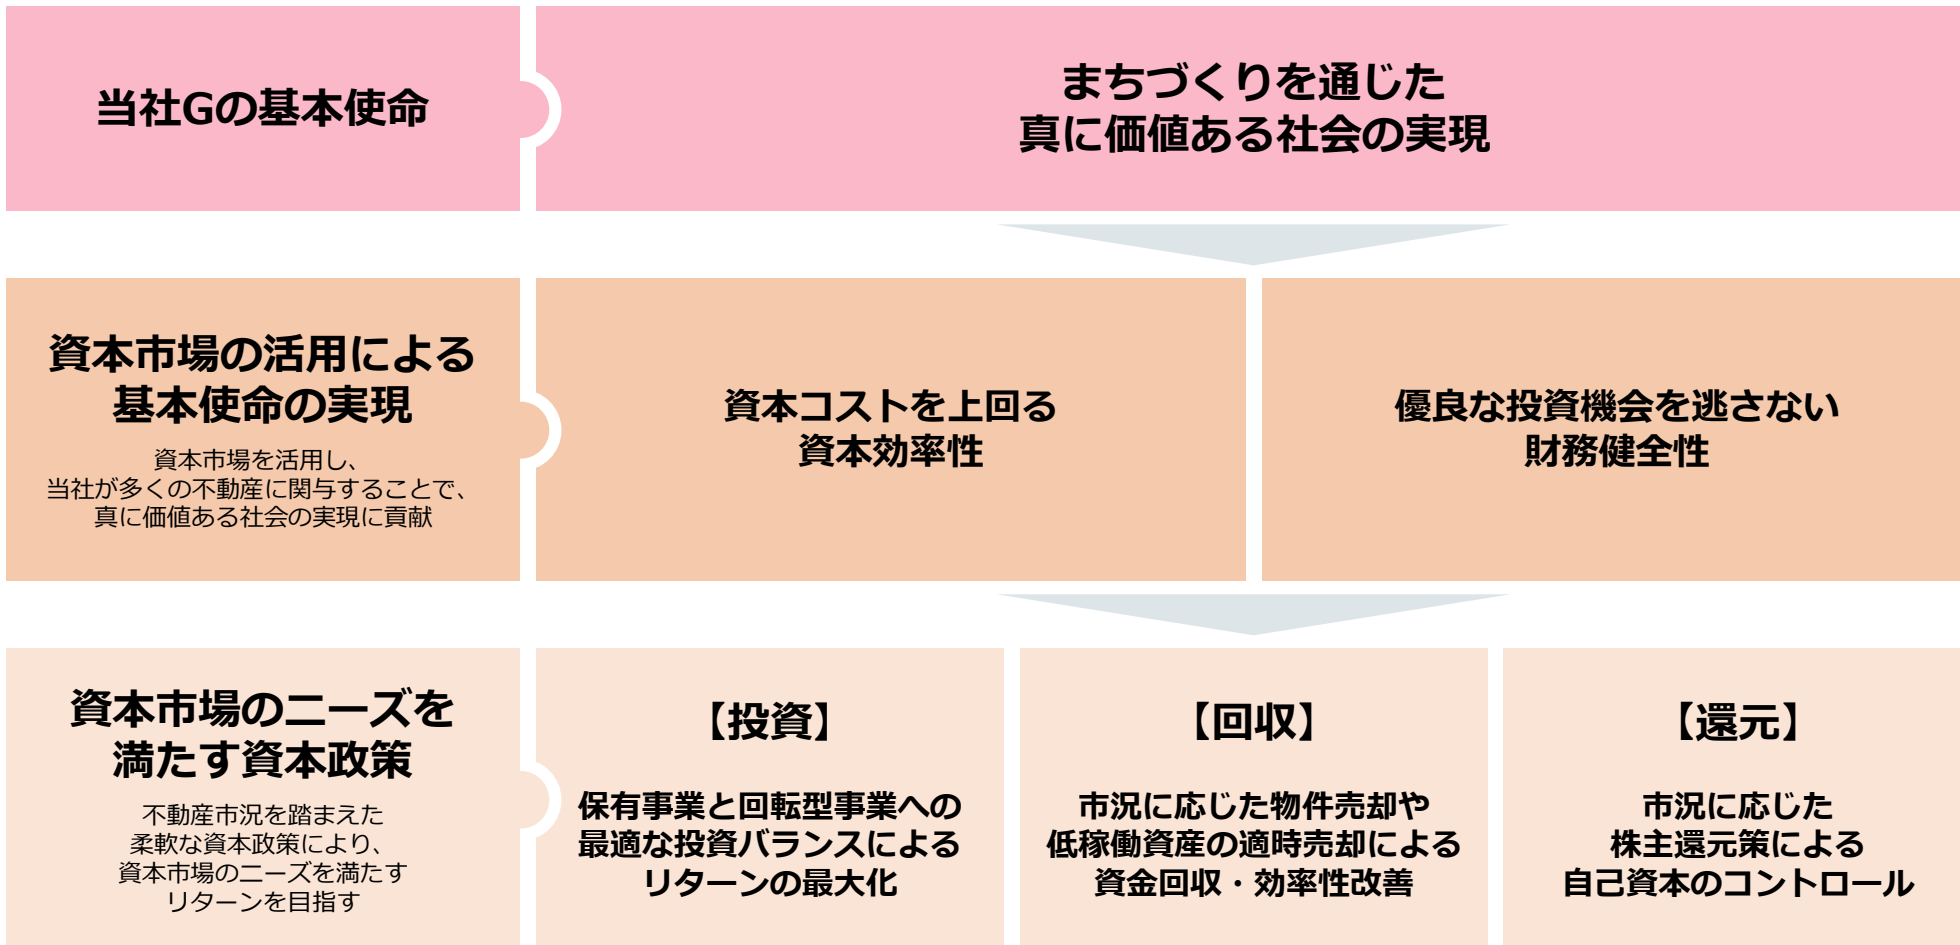 当社Gの基本使命
まちづくりを通じた
真に価値ある社会の実現
資本市場の活用による
基本使命の実現
資本市場を活用し、
当社が多くの不動産に関与することで、
真に価値ある社会の実現に貢献
資本コストを上回る
資本効率性
優良な投資機会を逃さない
財務健全性
資本市場のニーズを
満たす資本政策
不動産市況を踏まえた
柔軟な資本政策により、
資本市場のニーズを満たす
リターンを目指す
【投資】
保有事業と回転型事業への
最適な投資バランスによる
リターンの最大化
【回収】
市況に応じた物件売却や
低稼働資産の適時売却による
資金回収・効率性改善
【還元】
市況に応じた
株主還元策による
自己資本のコントロール